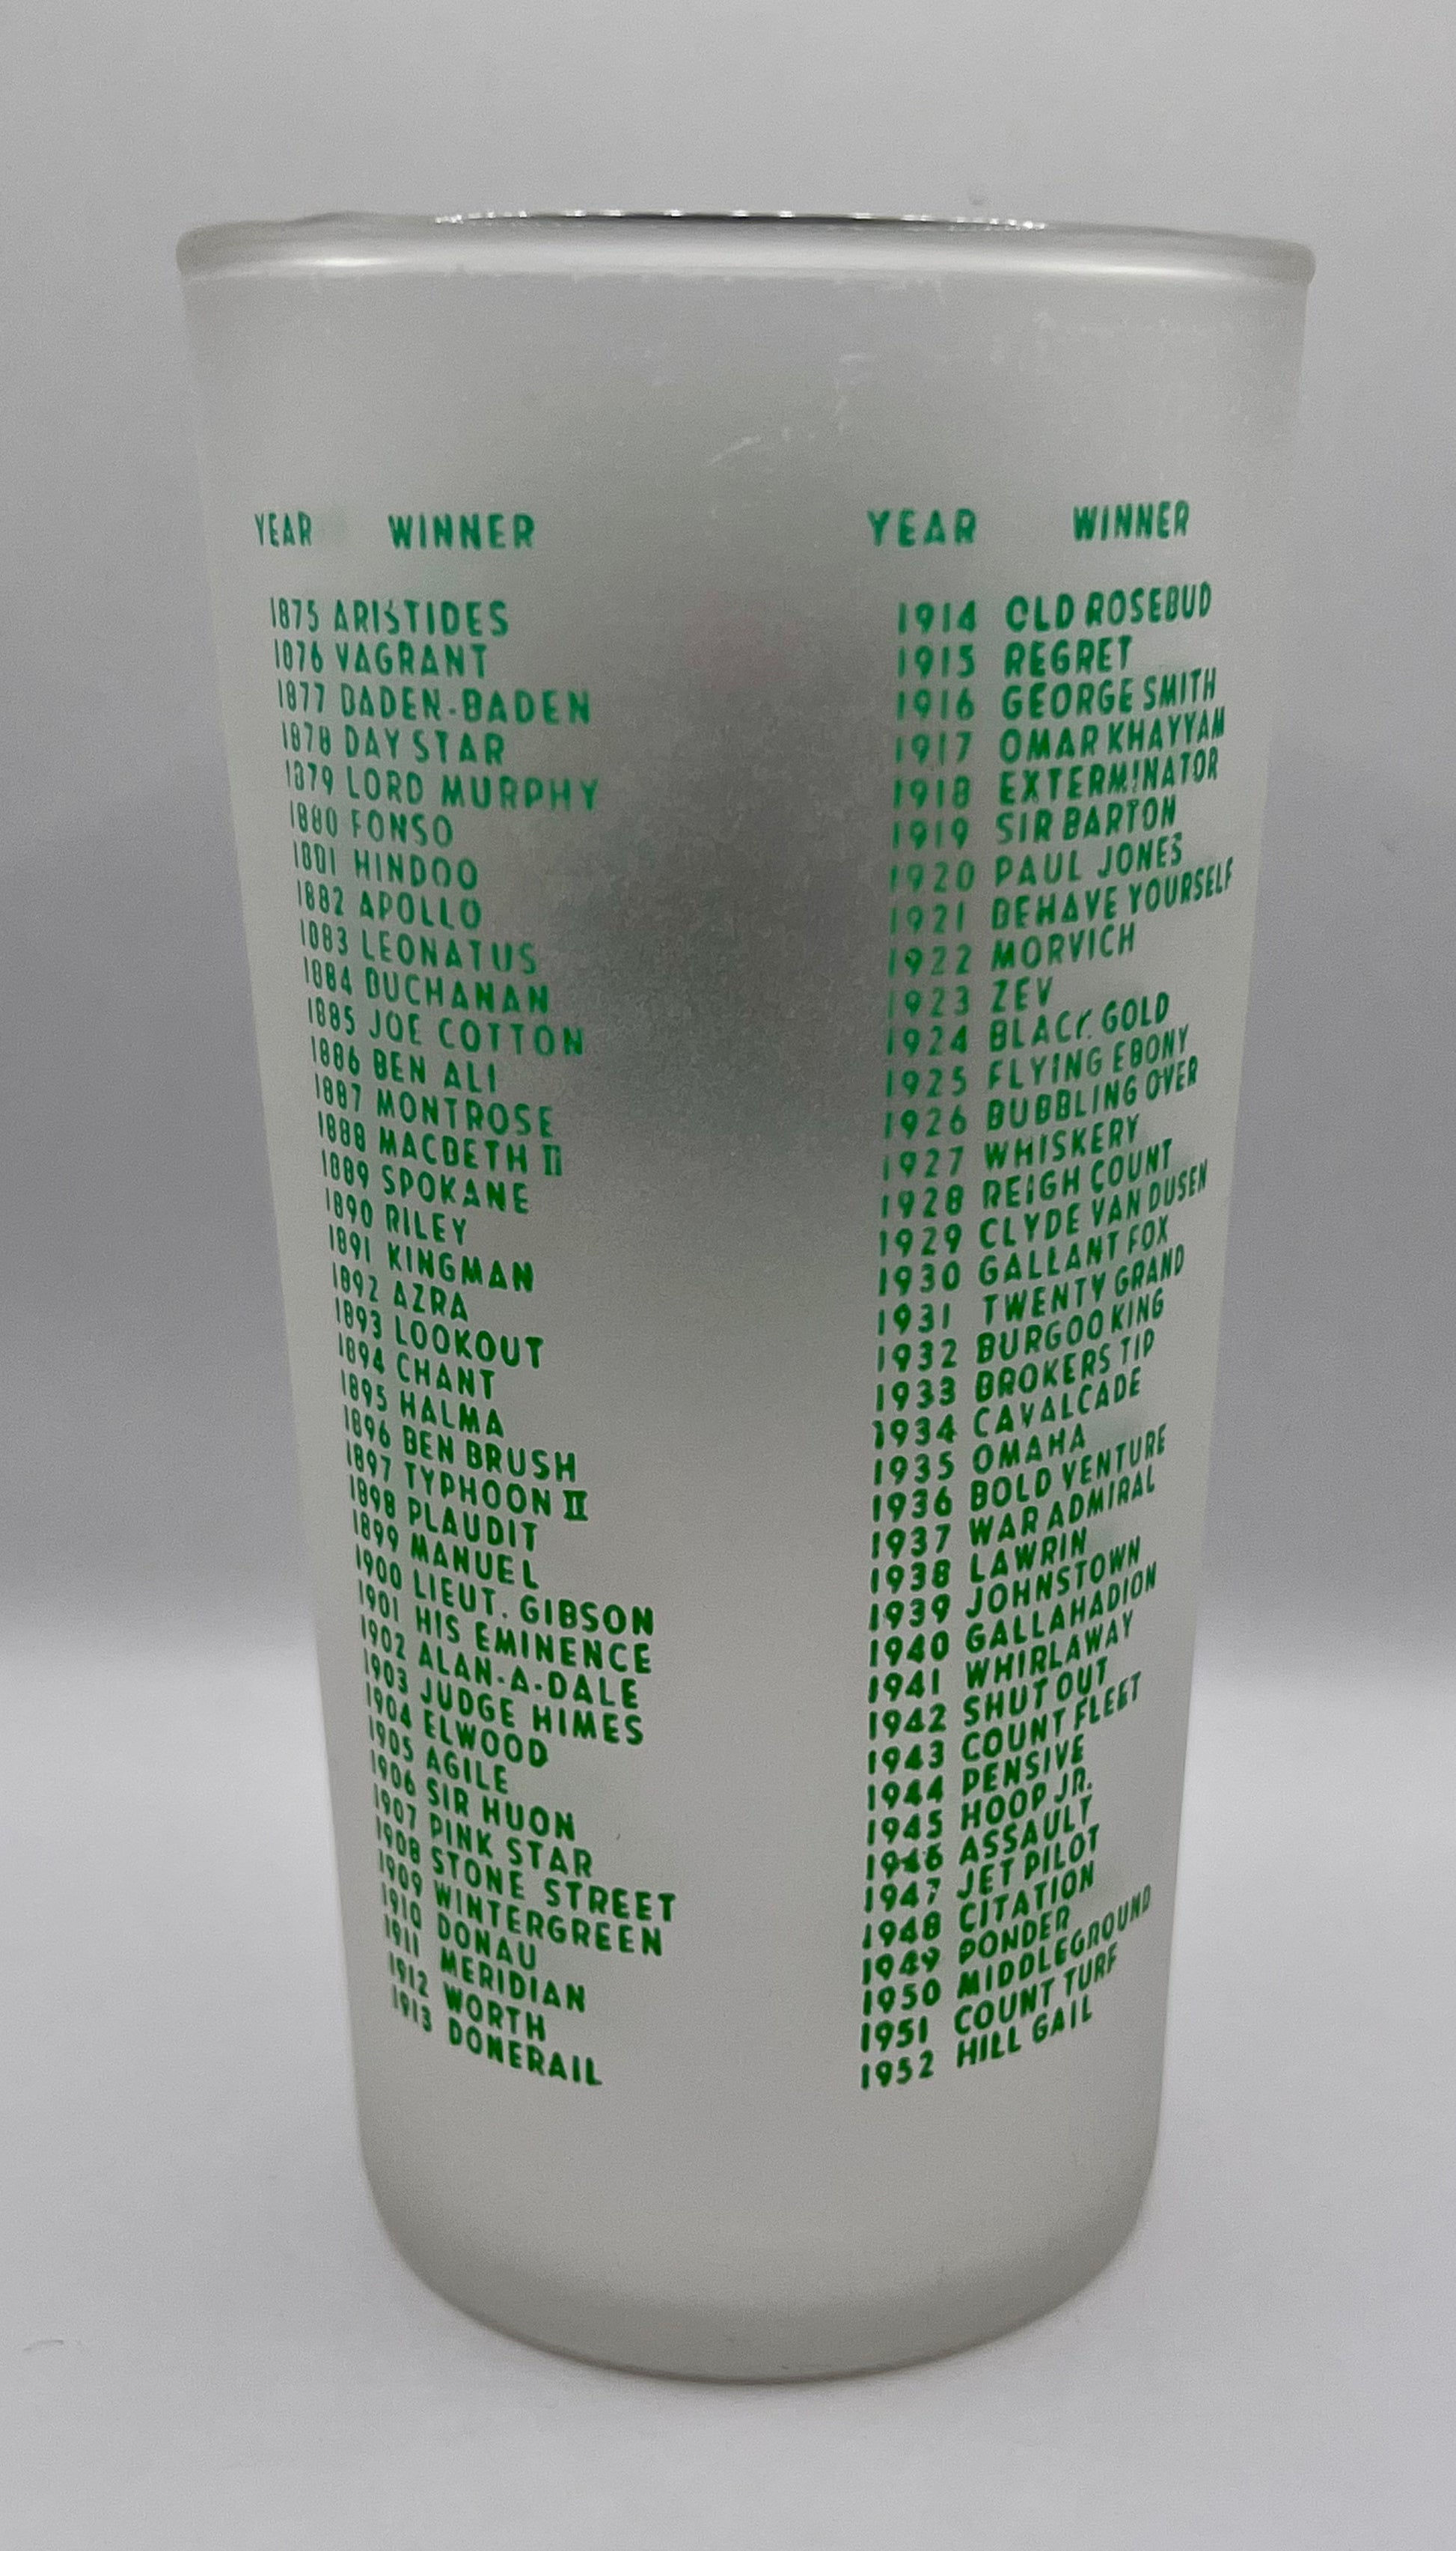 YEAR WINNER
1875 ARISTIDES
1876 VAGRANT
1877 BADEN-BADEN
1878 DAY STAR
1879 LORD MURPHY
1880 FONSO
1881 HINDOO
1882 APOLLO
1883 LEONATUS
1884 BUCHANAN
1885 JOE COTTON
1886 BEN ALI
1887 MONTROSE
1888 MACBETH II
1889 SPOKANE
1890 RILEY
1891 KINGMAN
1892 AZRA
1893 LOOKOUT
1894 CHANT
1895 HALMA
1896 BEN BRUSH
1897 TYPHOON II
1898 PLAUDIT
1899 MANUEL
1900 LIEUT. GIBSON
1901 HIS EMINENCE
1902 ALAN-A-DALE
1903 JUDGE HIMES
1904 ELWOOD
1905 AGILE
1906 SIR HUON
1907 PINK STAR
1908 STONE STREET
1909 WINTERGREEN
1910 DONAU
1911 MERIDIAN
1912 WORTH
1913 DONERAIL
YEAR WINNER
1914 OLD ROSEBUD
1915 REGRET
1916 GEORGE SMITH
1917 OMAR KHAYYAM
1918 EXTERMINATOR
1919 SIR BARTON
1920 PAUL JONES
1921 BEHAVE YOURSELF
1922 MORVICH
1923 ZEV
1924 BLACK GOLD
1925 FLYING EBONY
1926 BUBBLING OVER
1927 WHISKERY
1928 REIGH COUNT
1929 CLYDE VAN DUSEN
1930 GALLANT FOX
1931 TWENTY GRAND
1932 BURGOO KING
1933 BROKERS TIP
1934 CAVALCADE
1935 OMAHA
1936 BOLD VENTURE
1937 WAR ADMIRAL
1938 LAWRIN
1939 JOHNSTOWN
1940 GALLAHADION
1941 WHIRLAWAY
1942 SHUT OUT
1943 COUNT FLEET
1944 PENSIVE
1945 HOOP JR.
1946 ASSAULT
1947 JET PILOT
1948 CITATION
1949 PONDER
1950 MIDDLEGROUND
1951 COUNT TURF
1952 HILL GAIL